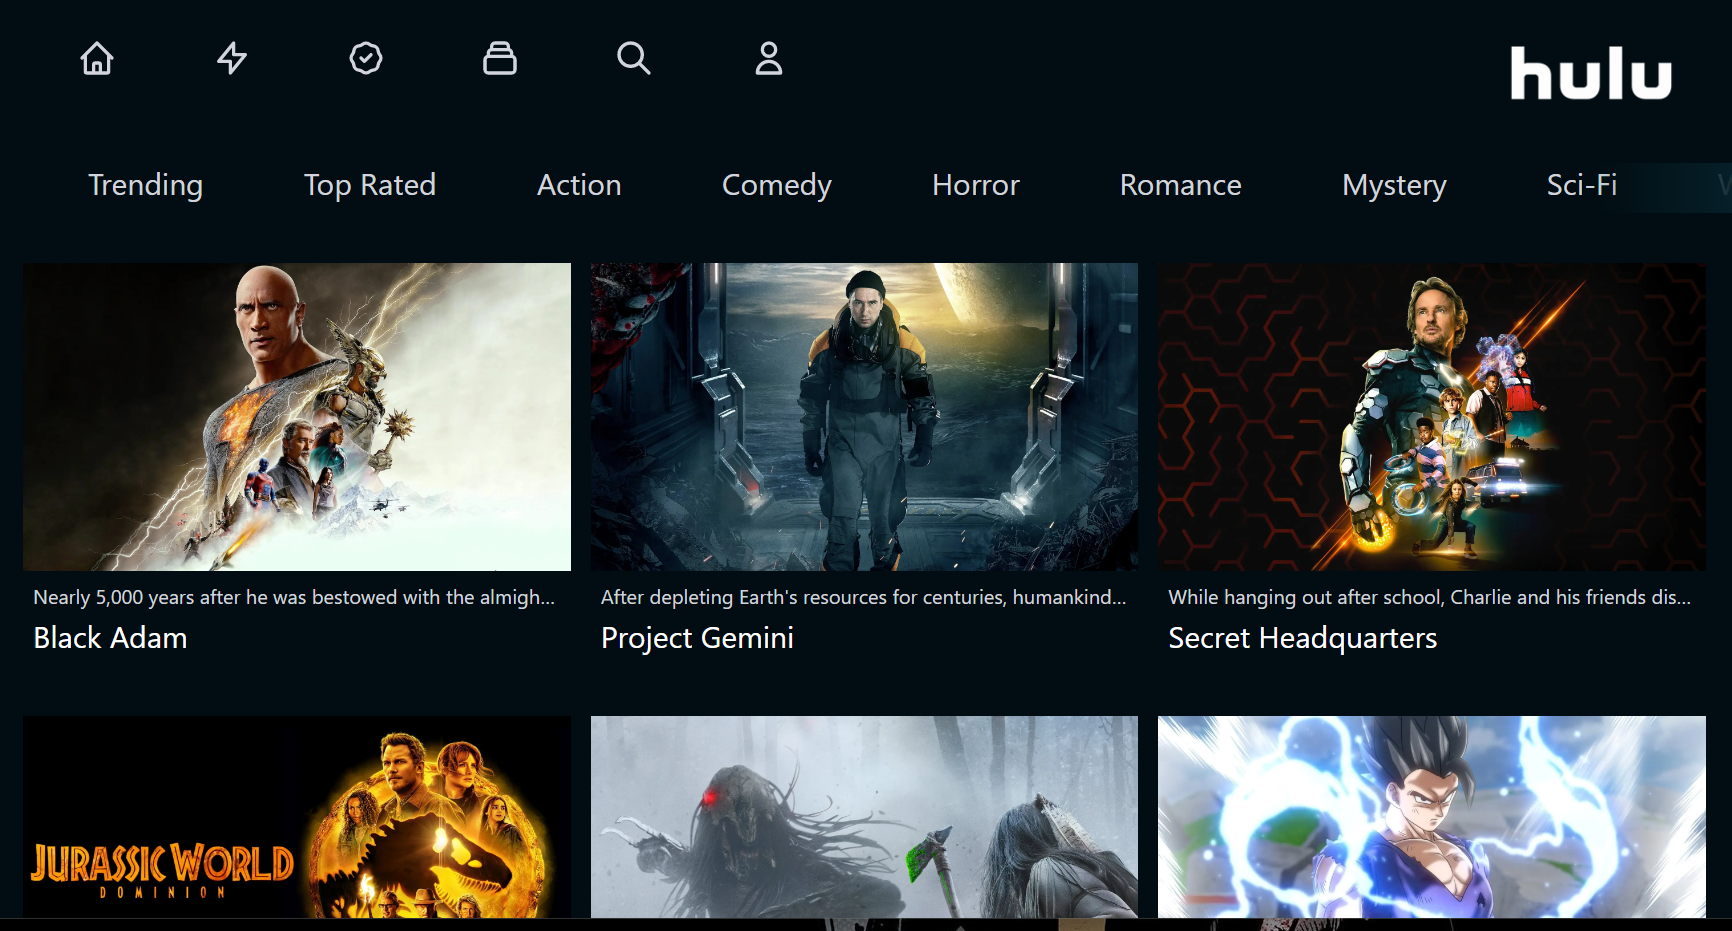 hulu
Trending Top Rated Action Comedy Horror Romance Mystery Sci-Fi
Nearly 5,000 years after he was bestowed with the almigh...
Black Adam
After depleting Earth's resources for centuries, humankind...
Project Gemini
While hanging out after school, Charlie and his friends dis...
Secret Headquarters
JURASSIC WORLD
DOMINION